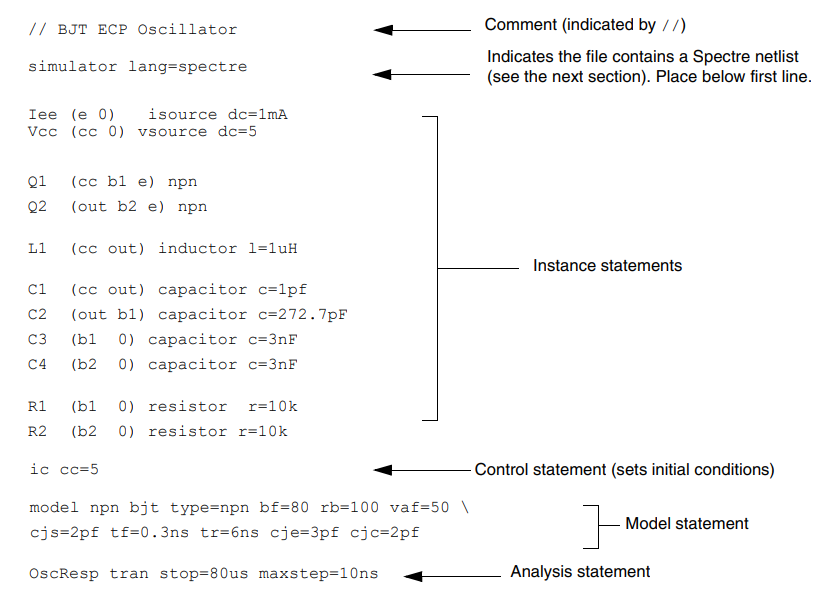 // BJT ECP Oscillator
Comment (indicated by //)
simulator lang=spectre
Indicates the file contains a Spectre netlist
(see the next section). Place below first line.
Iee (e 0) isource dc=1mA
Vcc (cc 0) vsource dc=5
Q1 (cc b1 e) npn
Q2 (out b2 e) npn
L1 (cc out) inductor l=1uH
Instance statements
C1 (cc out) capacitor c=1pf
C2 (out b1) capacitor c=272.7pF
C3 (b1 0) capacitor c=3nF
C4 (b2 0) capacitor c=3nF
R1 (b1 0) resistor r=10k
R2 (b2 0) resistor r=10k
ic cc=5
Control statement (sets initial conditions)
model npn bjt type=npn bf=80 rb=100 vaf=50 \
cjs=2pf tf=0.3ns tr=6ns cje=3pf cjc=2pf
Model statement
OscResp tran stop=80us maxstep=10ns
Analysis statement